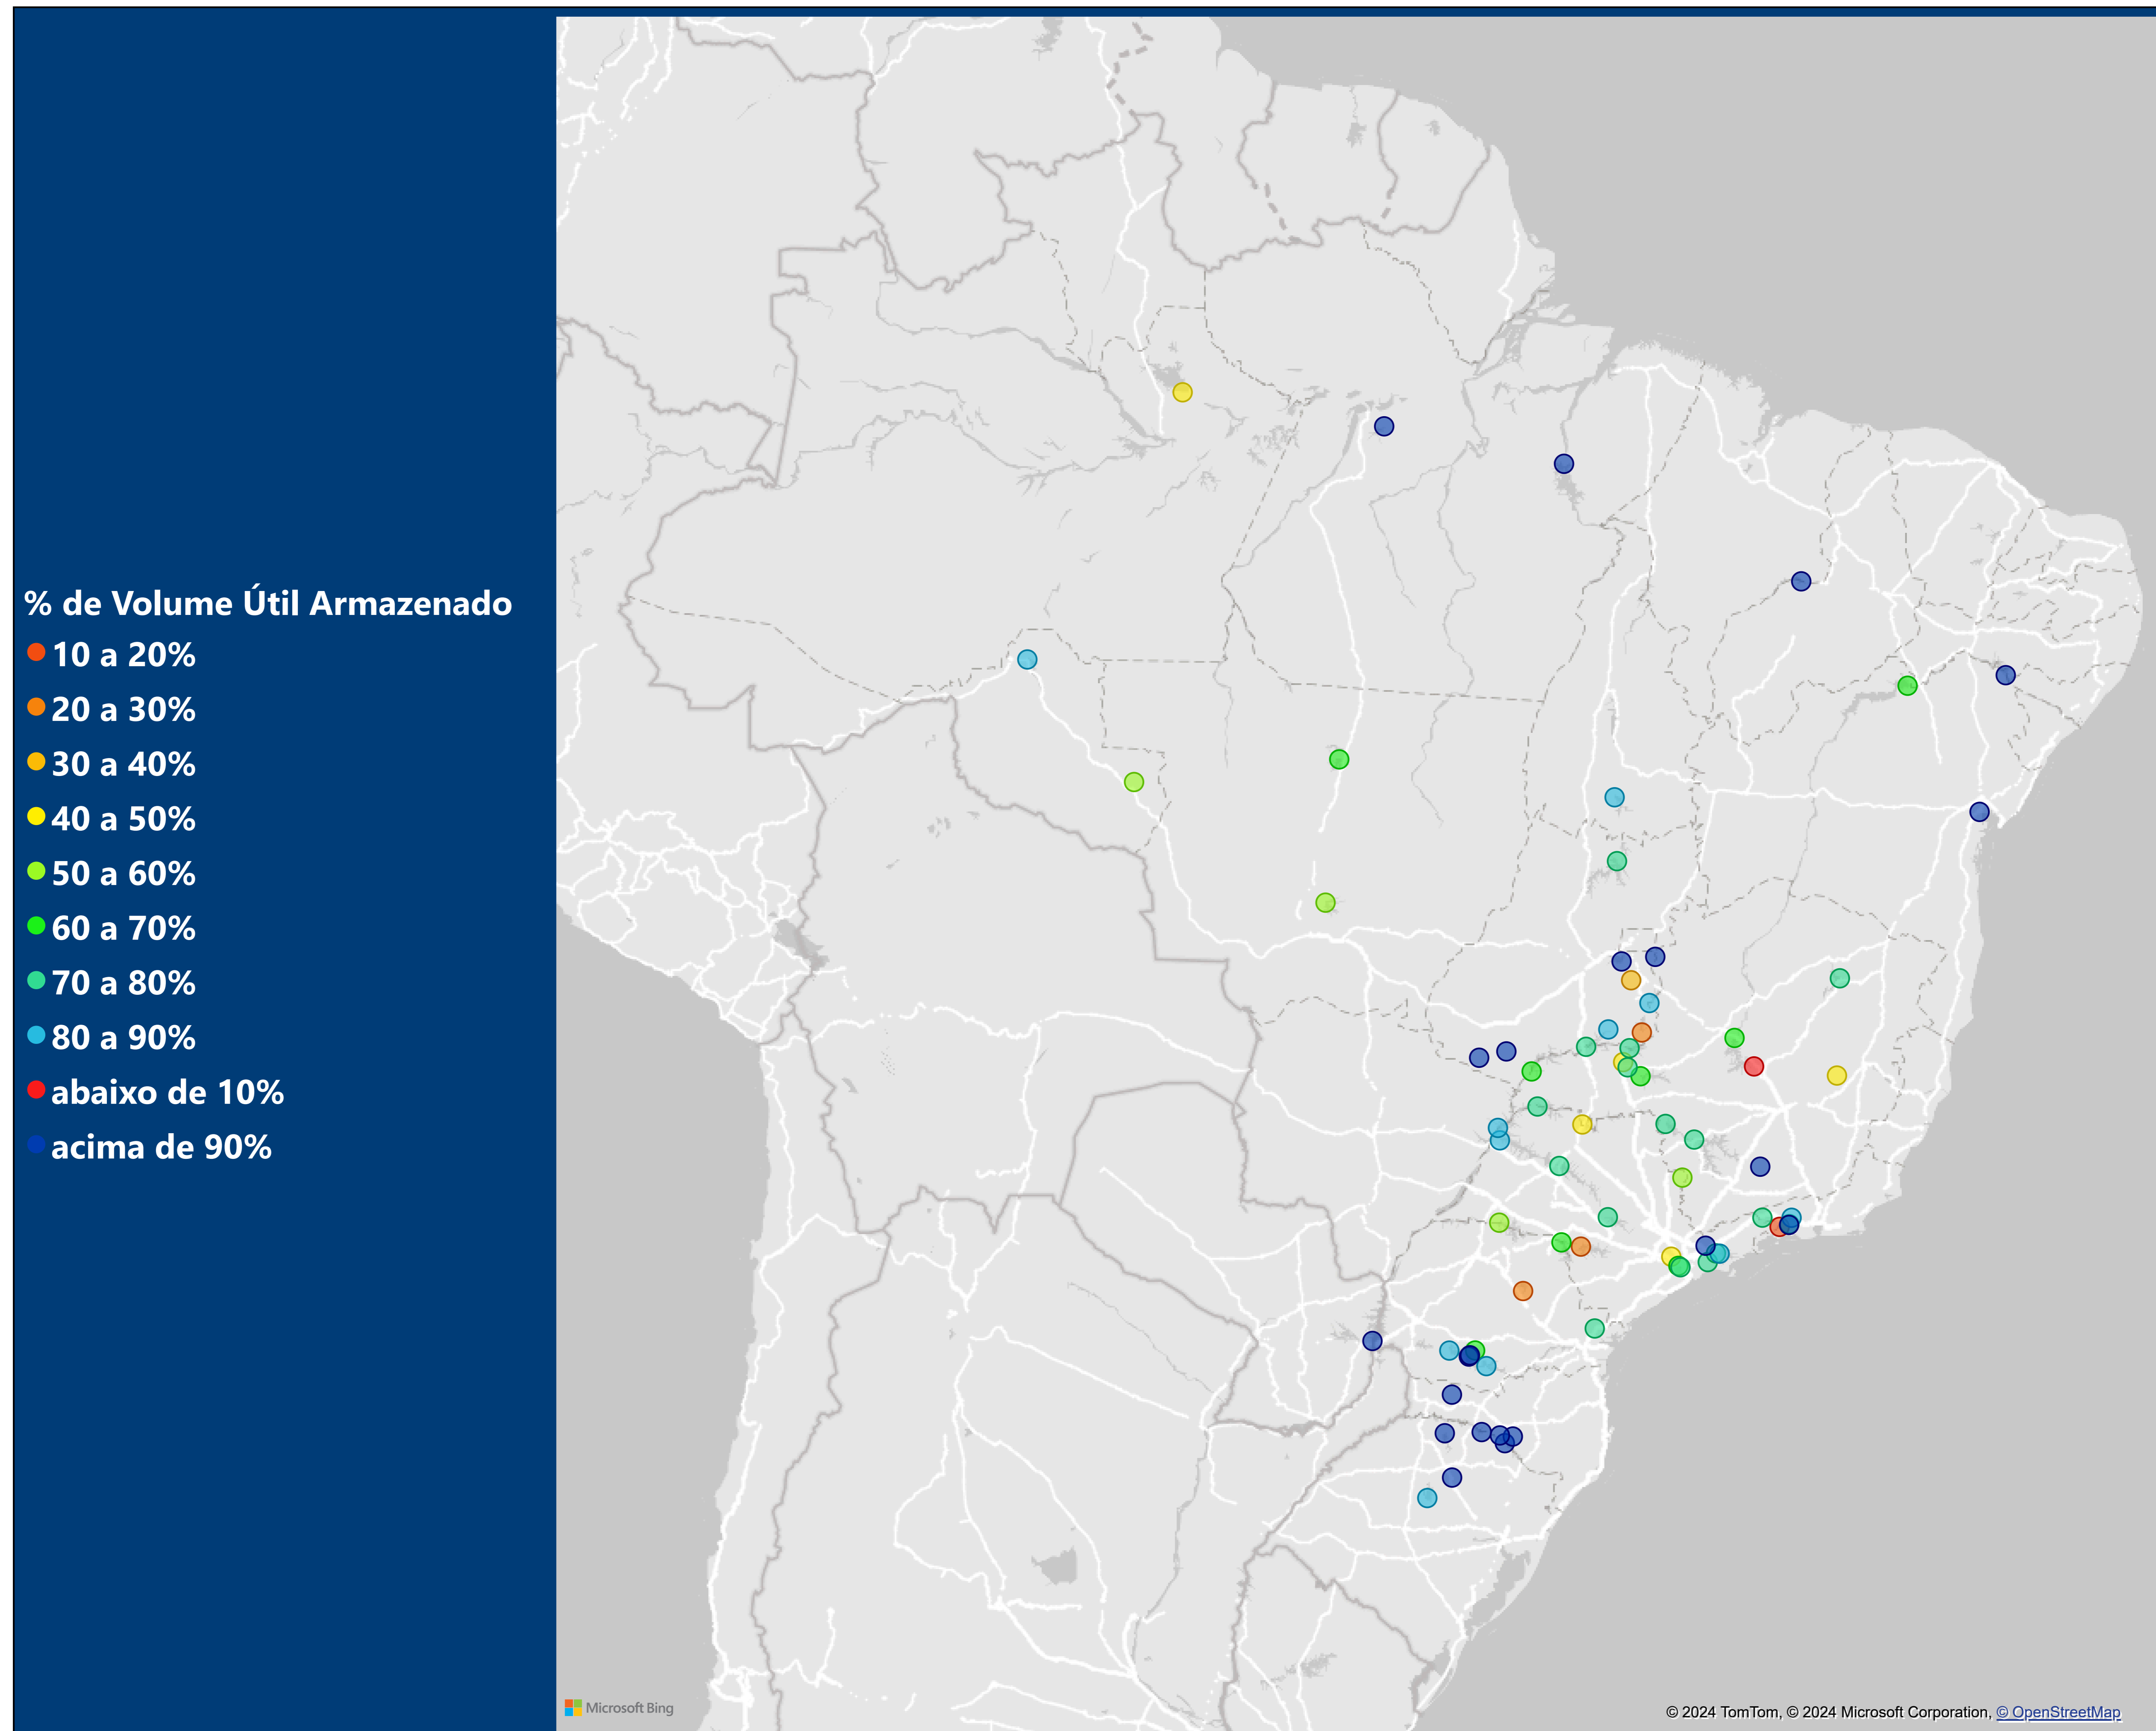 % de Volume Útil Armazenado
10 a 20%
20 a 30%
30 a 40%
40 a 50%
50 a 60%
60 a 70%
70 a 80%
80 a 90%
abaixo de 10%
acima de 90%
Microsoft Bing
© 2024 TomTom, © 2024 Microsoft Corporation, © OpenStreetMap